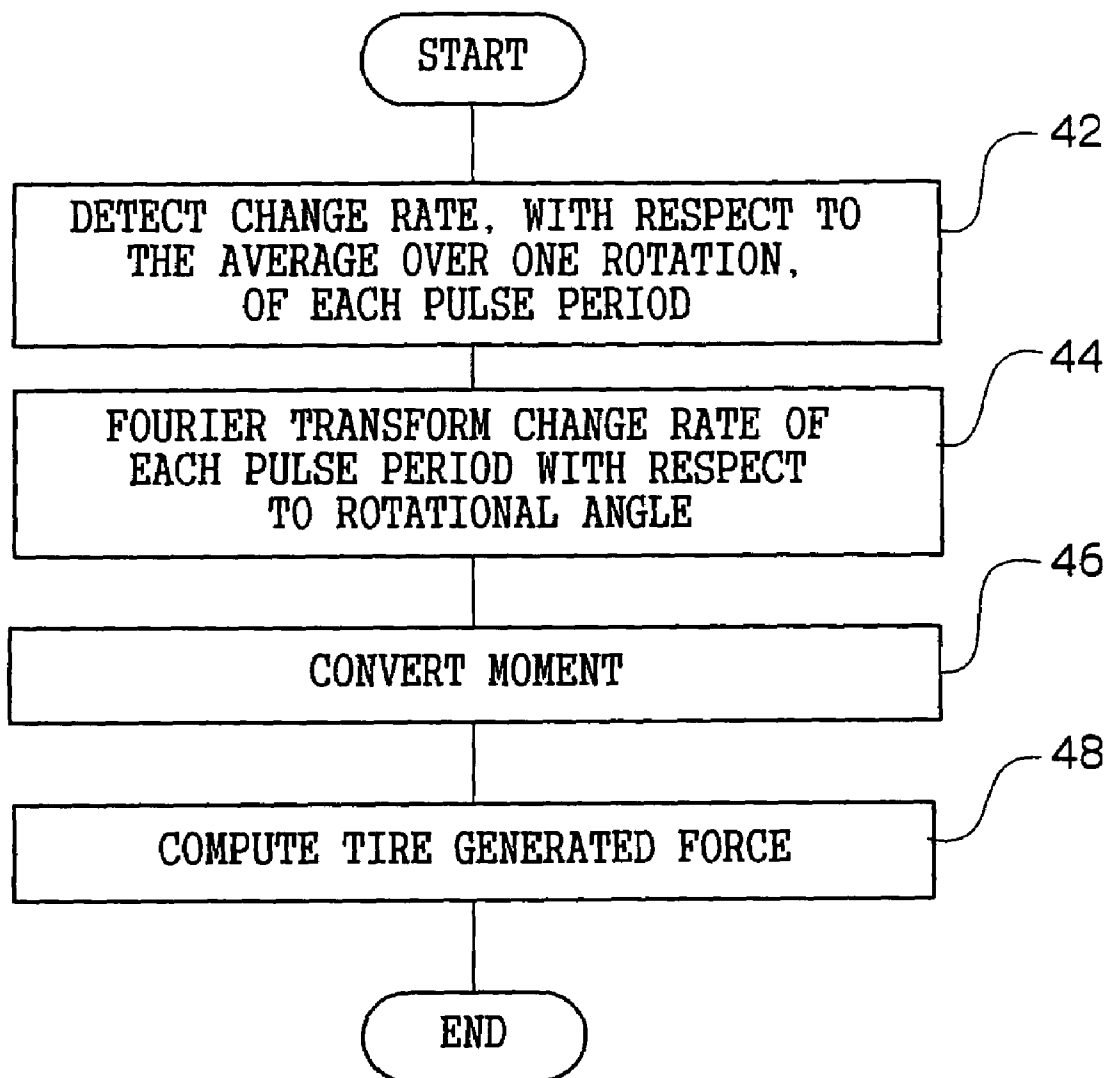 START
42
DETECT CHANGE RATE, WITH RESPECT TO
THE AVERAGE OVER ONE ROTATION,
OF EACH PULSE PERIOD
44
FOURIER TRANSFORM CHANGE RATE OF
EACH PULSE PERIOD WITH RESPECT
TO ROTATIONAL ANGLE
46
CONVERT MOMENT
48
COMPUTE TIRE GENERATED FORCE
END